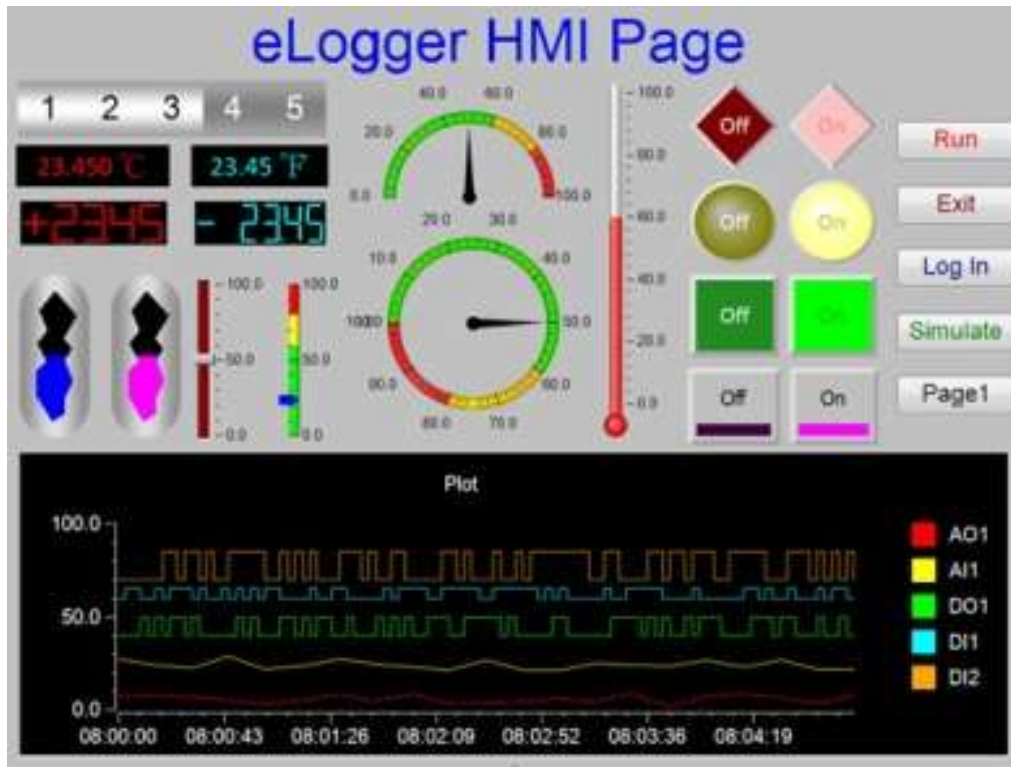 eLogger HMI Page
1 2 3 4 5
23.450 °C
23.45 °F
+2345
- 2345
0.0
20.0
40.0
60.0
80.0
100.0
10.0
20.0
30.0
40.0
50.0
60.0
70.0
80.0
90.0
100.0
100.0
50.0
0.0
100.0
50.0
0.0
100.0
80.0
60.0
40.0
20.0
0.0
Off On
Off On
Off On
Off On
Run
Exit
Log In
Simulate
Page1
Plot
100.0
50.0
0.0
08:00:00 08:00:43 08:01:26 08:02:09 08:02:52 08:03:36 08:04:19
AO1
AI1
DO1
DI1
DI2